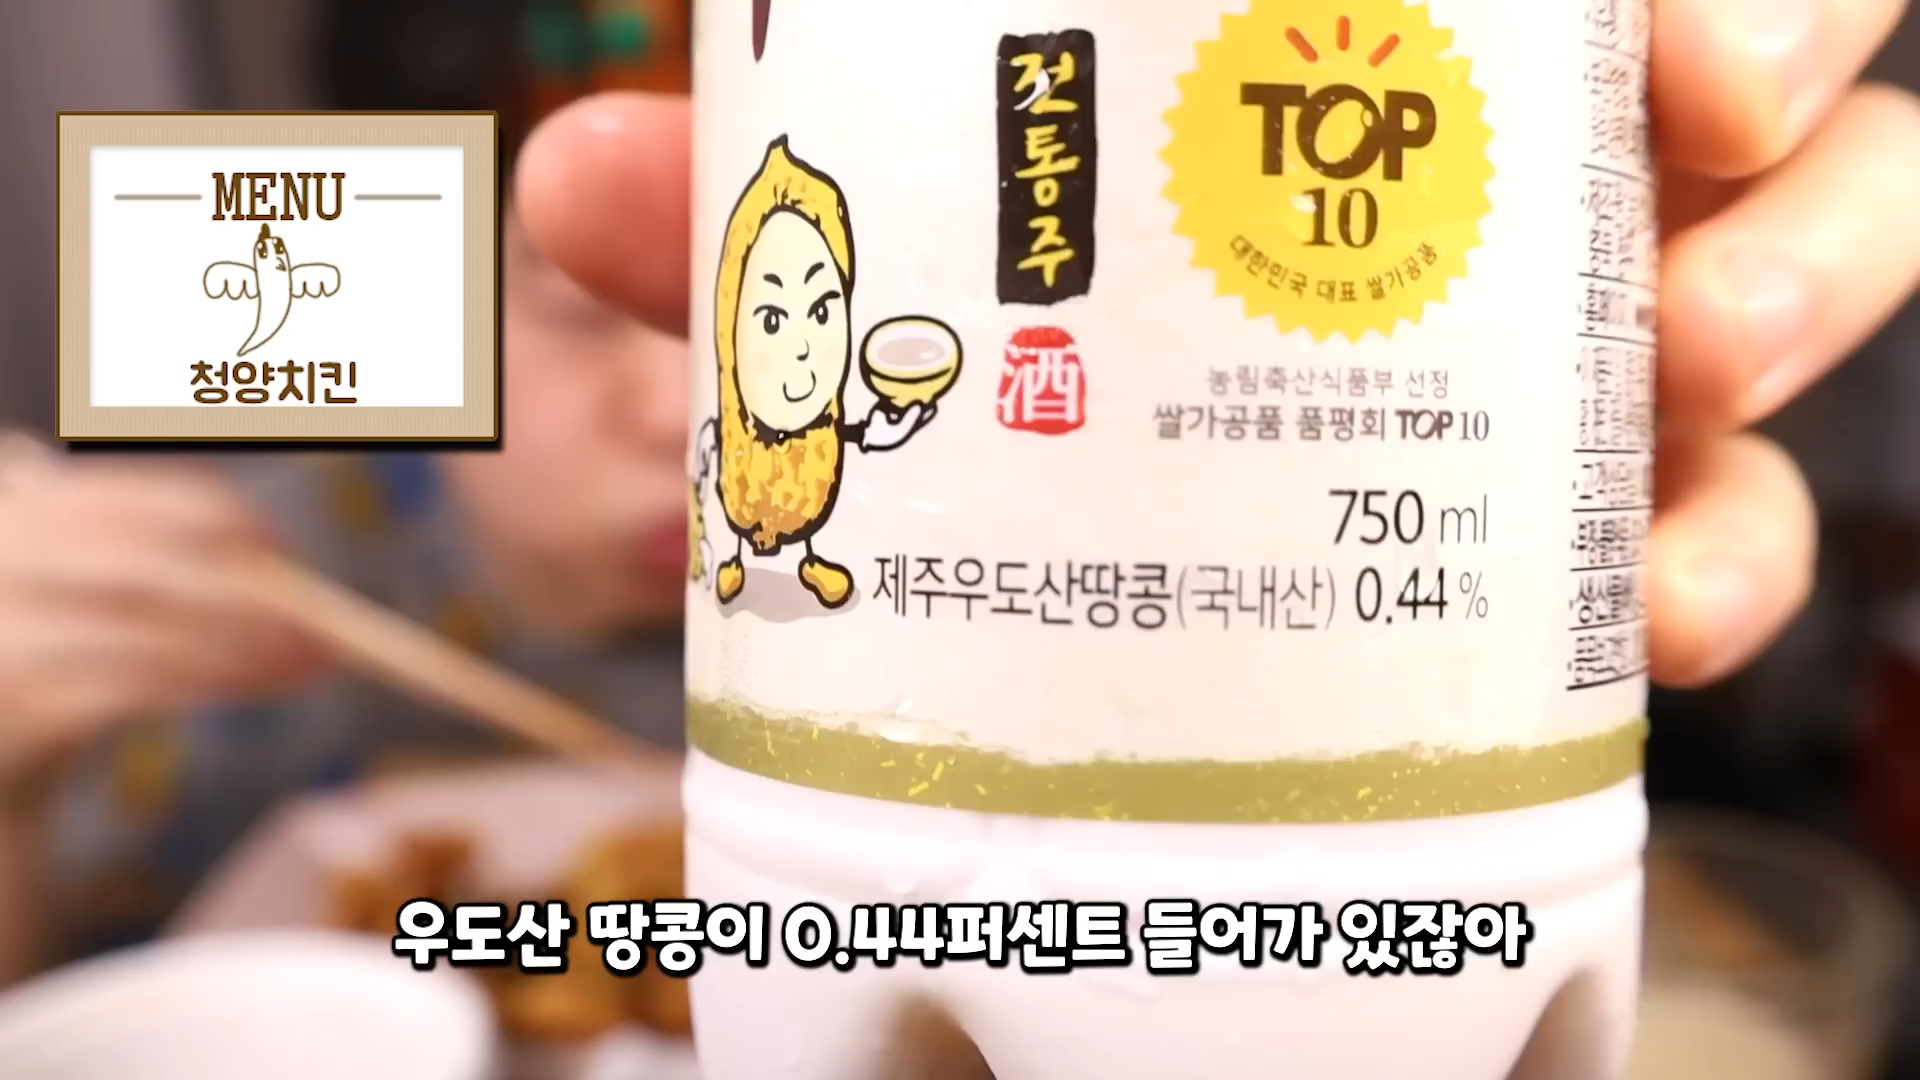 MENU
청양치킨
전통주
酒
TOP
10
대한민국 대표 쌀가공품
농림축산식품부 선정
쌀가공품 품평회 TOP 10
750 ml
제주우도산땅콩(국내산) 0.44 %
우도산 땅콩이 0.44퍼센트 들어가 있잖아